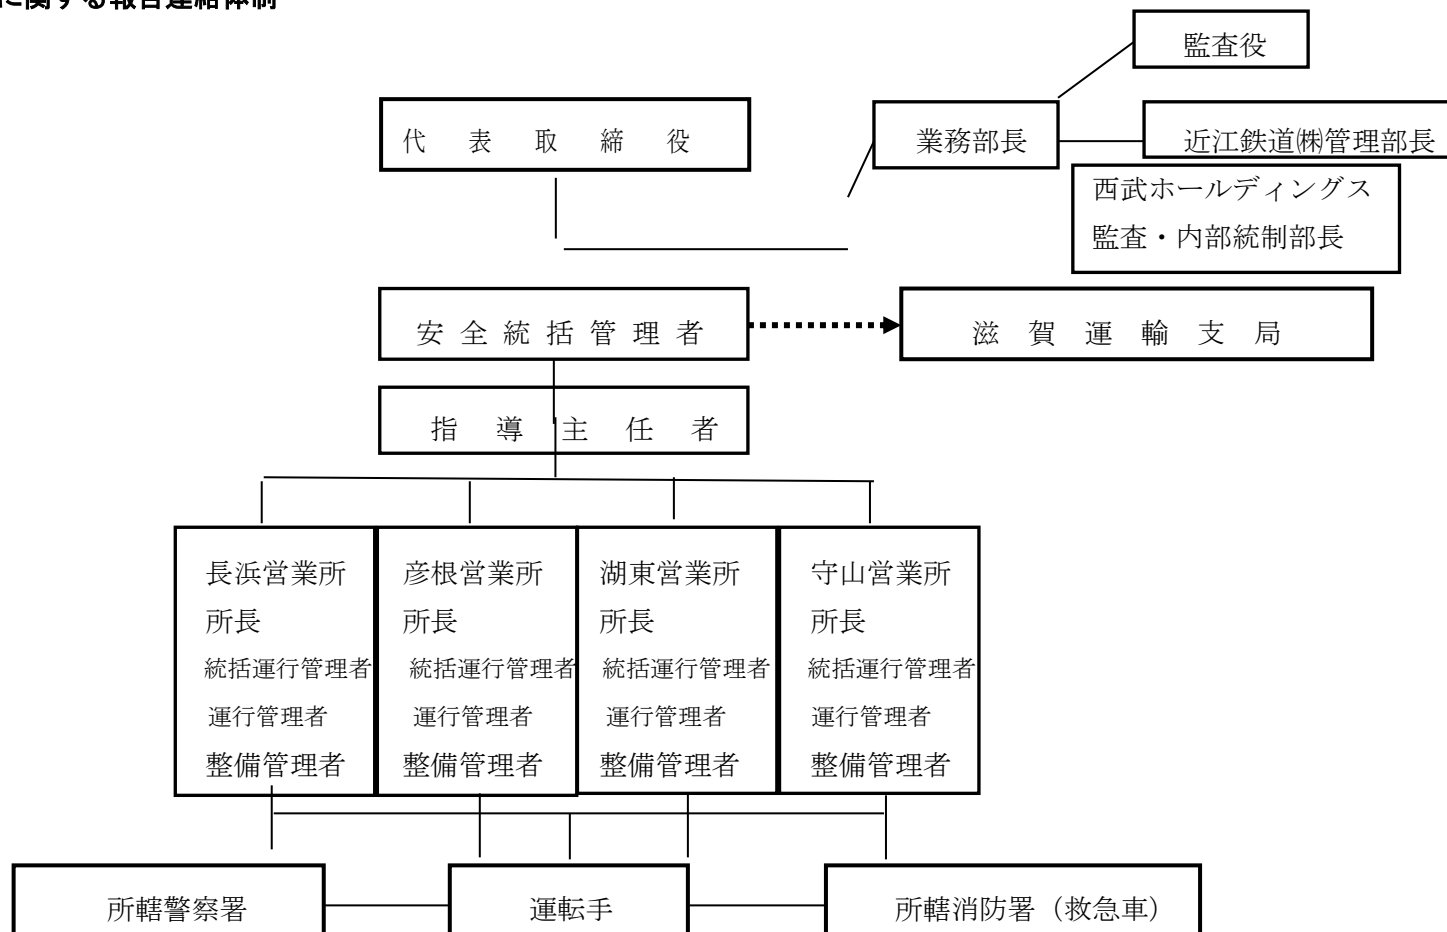 に関する報告連絡体制
監査役
代表取締役
業務部長
近江鉄道㈱管理部長
西武ホールディングス
監査・内部統制部長
安全統括管理者
滋賀運輸支局
指導主任者
長浜営業所
所長
統括運行管理者
運行管理者
整備管理者
彦根営業所
所長
統括運行管理者
運行管理者
整備管理者
湖東営業所
所長
統括運行管理者
運行管理者
整備管理者
守山営業所
所長
統括運行管理者
運行管理者
整備管理者
所轄警察署
運転手
所轄消防署（救急車）